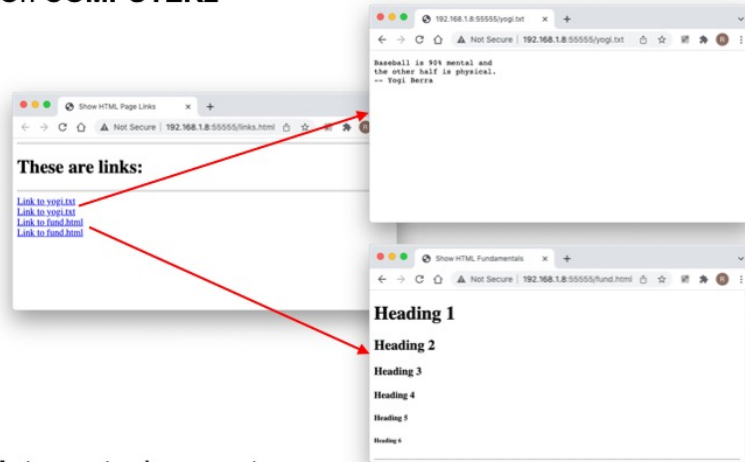 COMPUTER2
192.168.1.8:55555/yogi.txt
Not Secure | 192.168.1.8:55555/yogi.txt
Baseball is 90% mental and
the other half is physical.
-- Yogi Berra
Show HTML Page Links
Not Secure | 192.168.1.8:55555/links.html
These are links:
Link to yogi.txt
Link to yogi.txt
Link to fund.html
Link to fund.html
Show HTML Fundamentals
Not Secure | 192.168.1.8:55555/fund.html
Heading 1
Heading 2
Heading 3
Heading 4
Heading 5
Heading 6